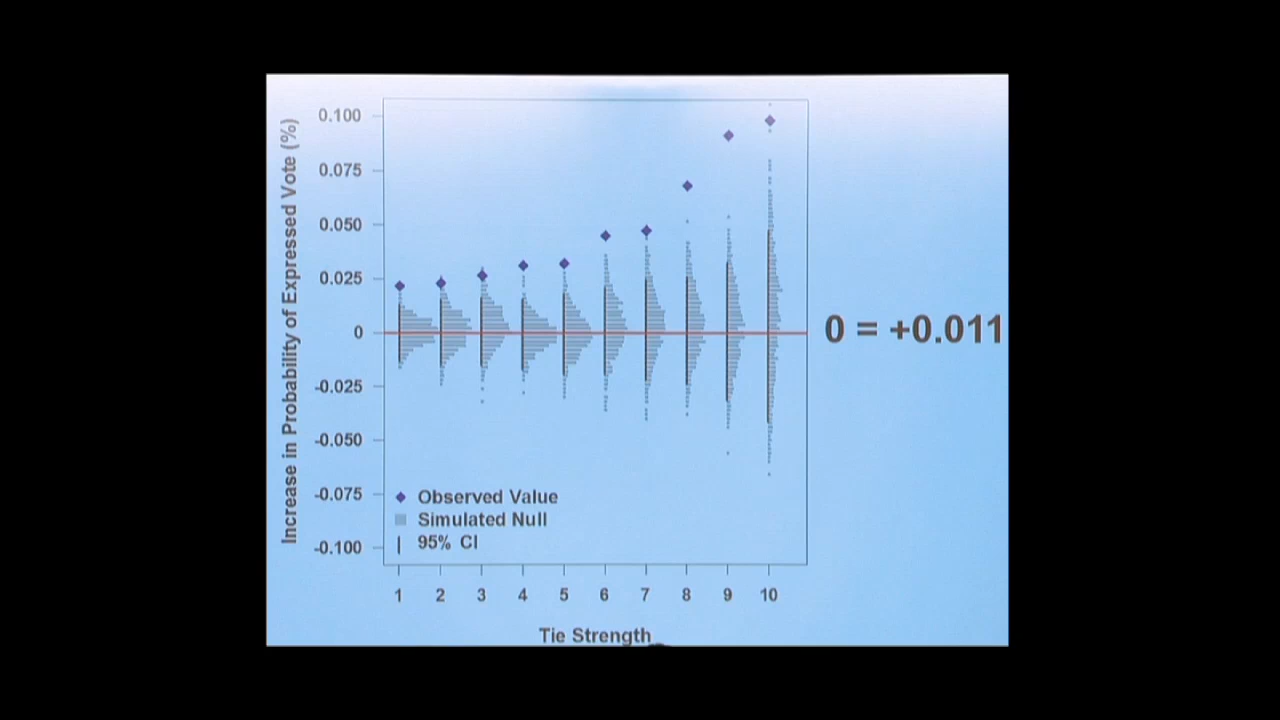 Increase in Probability of Expressed Vote (%)
0.100
0.075
0.050
0.025
0
-0.025
-0.050
-0.075
-0.100
0 = +0.011
Observed Value
Simulated Null
95% CI
1 2 3 4 5 6 7 8 9 10
Tie Strength